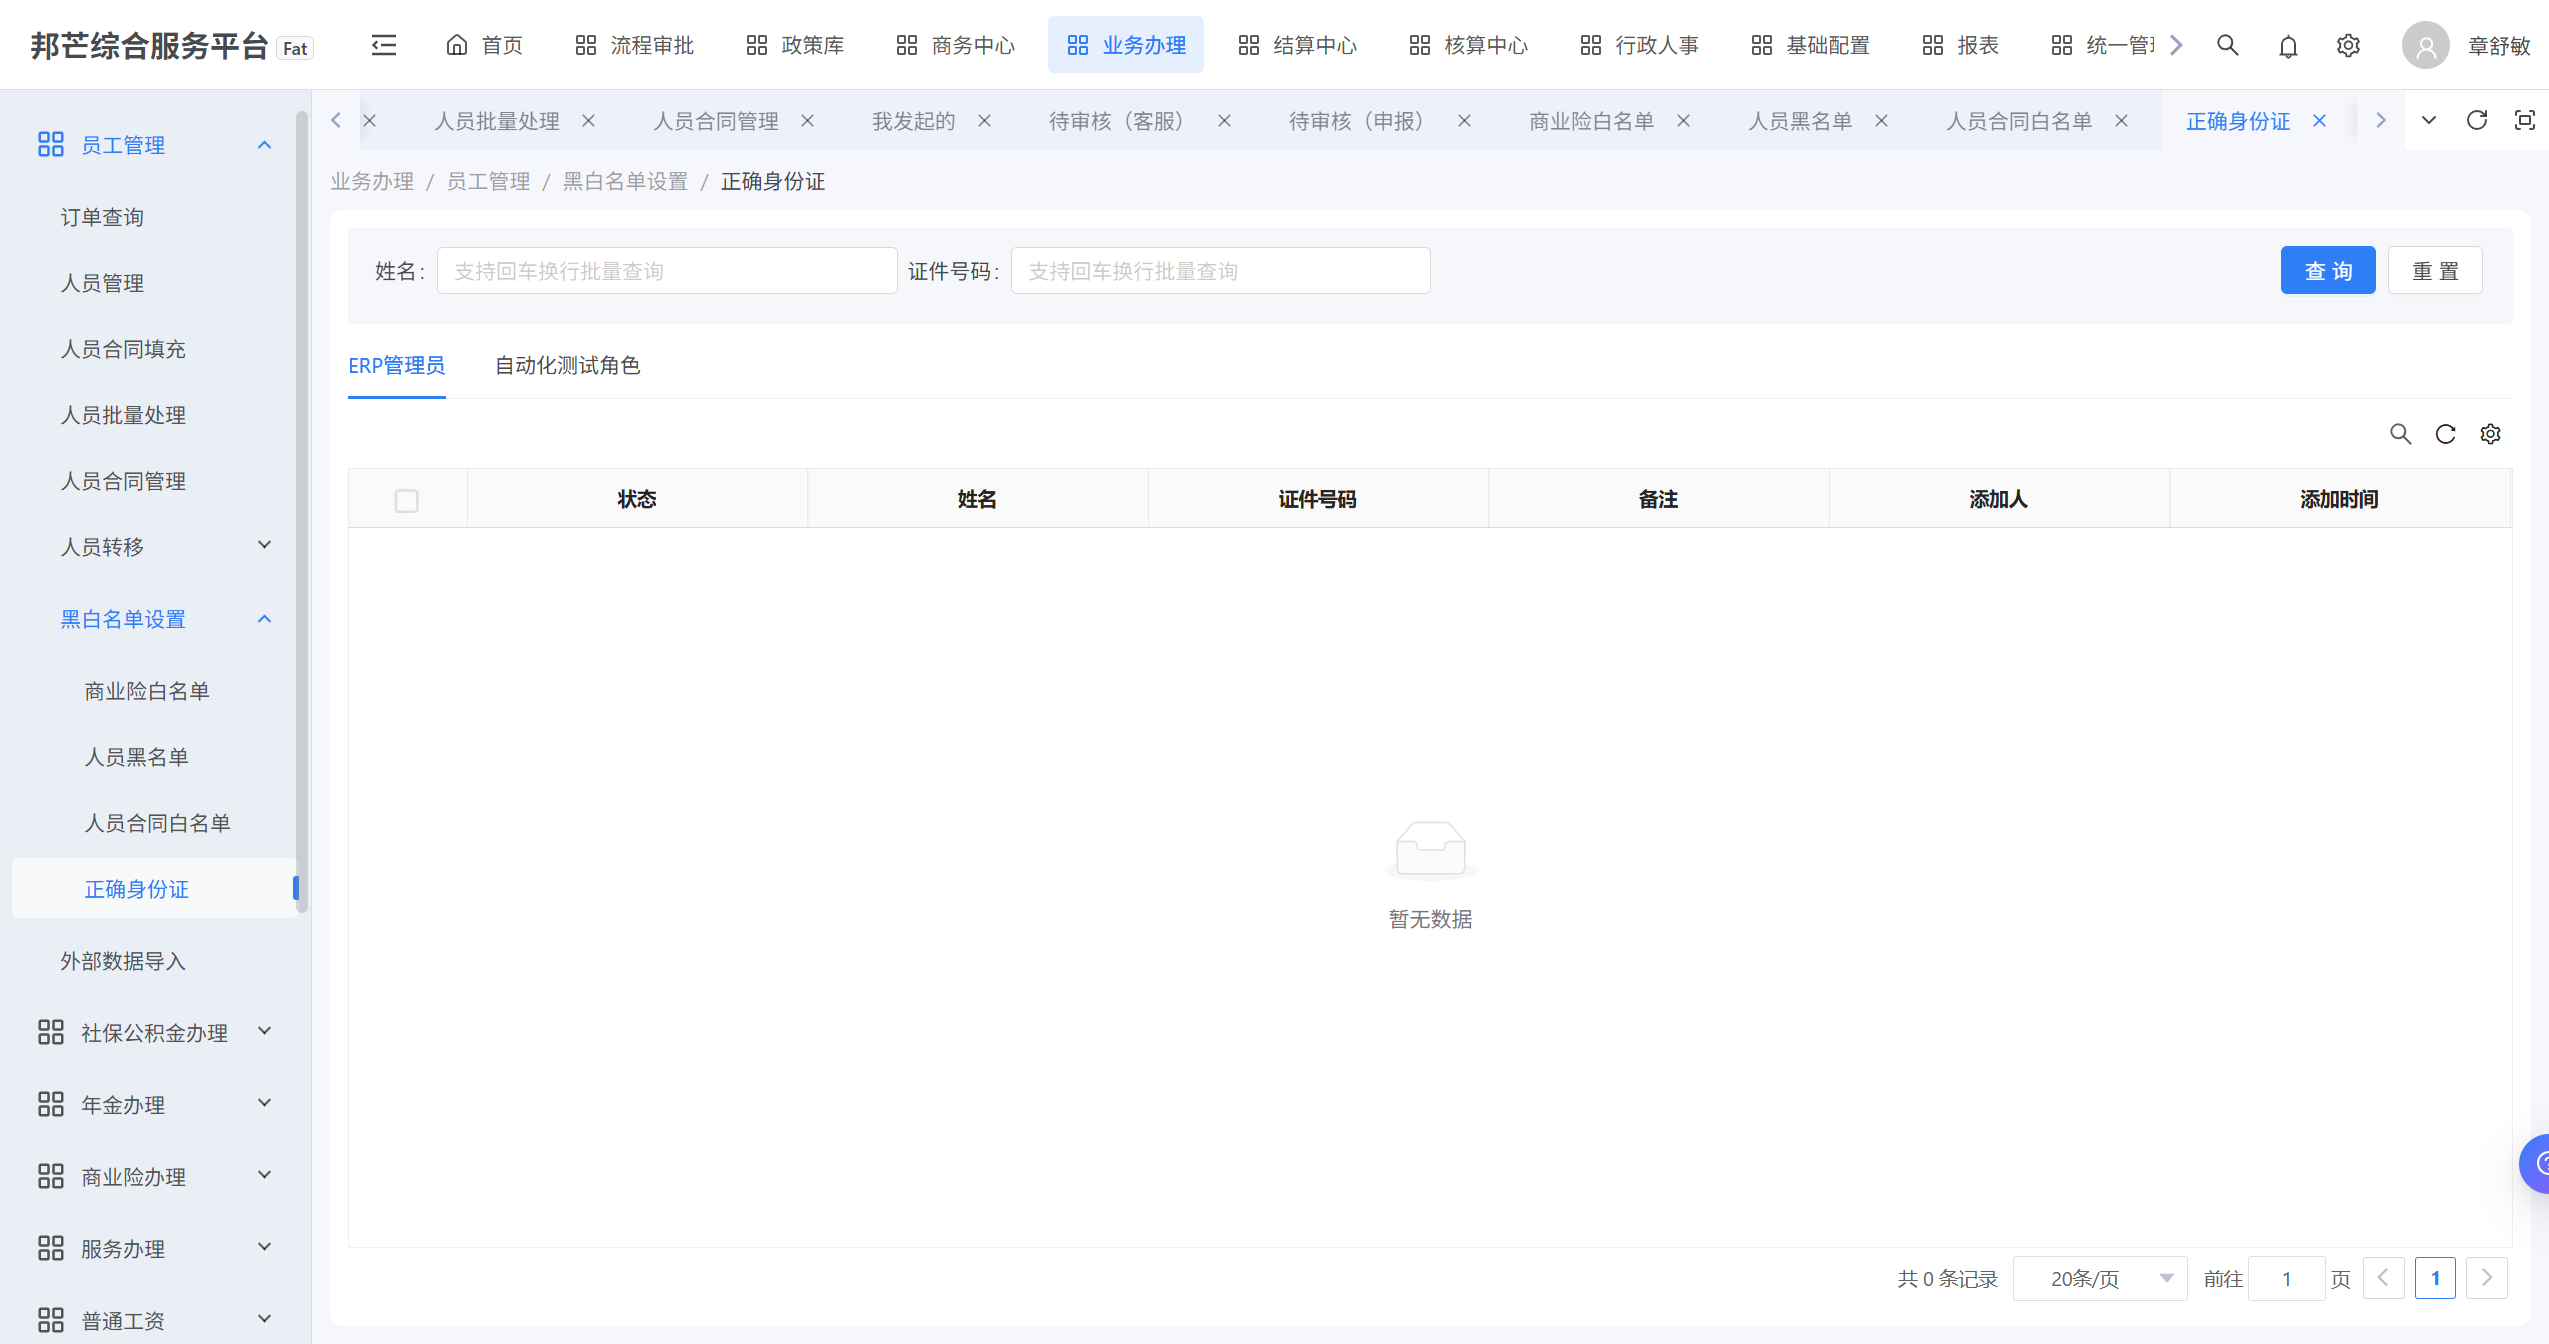 邦芒综合服务平台 Fat
首页 流程审批 政策库 商务中心 业务办理 结算中心 核算中心 行政人事 基础配置 报表 统一管 章舒敏
人员批量处理 人员合同管理 我发起的 待审核（客服） 待审核（申报） 商业险白名单 人员黑名单 人员合同白名单 正确身份证
业务办理 / 员工管理 / 黑白名单设置 / 正确身份证
员工管理
订单查询
人员管理
人员合同填充
人员批量处理
人员合同管理
人员转移
黑白名单设置
商业险白名单
人员黑名单
人员合同白名单
正确身份证
外部数据导入
社保公积金办理
年金办理
商业险办理
服务办理
普通工资
姓名: 支持回车换行批量查询 证件号码: 支持回车换行批量查询 查 询 重 置
ERP管理员 自动化测试角色
状态 姓名 证件号码 备注 添加人 添加时间
暂无数据
共 0 条记录 20条/页 前往 1 页 1